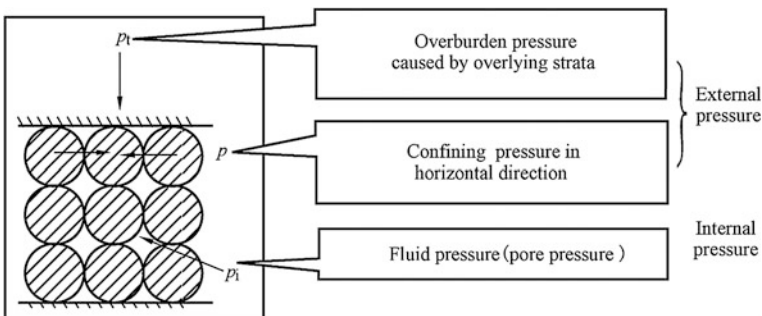 pt
Overburden pressure
caused by overlying strata
External
pressure
p
Confining pressure in
horizontal direction
Internal
pressure
Fluid pressure(pore pressure )
pi